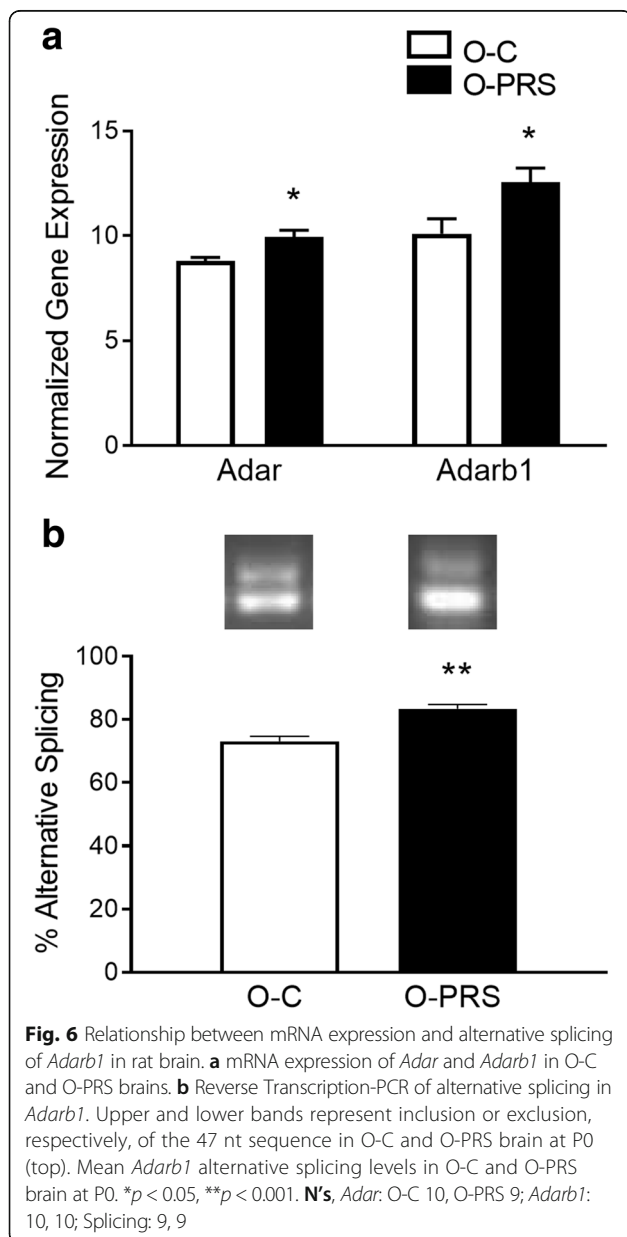 a
O-C
O-PRS
Normalized Gene Expression
15
10
5
0
*
*
Adar
Adarb1
b
% Alternative Splicing
100
80
60
40
20
0
**
O-C
O-PRS
Fig. 6 Relationship between mRNA expression and alternative splicing
of Adarb1 in rat brain. a mRNA expression of Adar and Adarb1 in O-C
and O-PRS brains. b Reverse Transcription-PCR of alternative splicing in
Adarb1. Upper and lower bands represent inclusion or exclusion,
respectively, of the 47 nt sequence in O-C and O-PRS brain at P0
(top). Mean Adarb1 alternative splicing levels in O-C and O-PRS
brain at P0. *p < 0.05, **p < 0.001. N's, Adar: O-C 10, O-PRS 9; Adarb1:
10, 10; Splicing: 9, 9